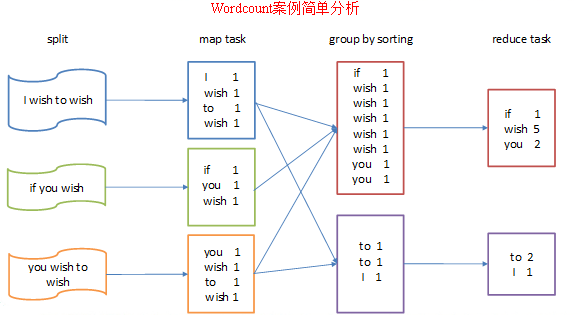 Wordcount案例简单分析
split
map task
group by sorting
reduce task
I wish to wish
I 1
wish 1
to 1
wish 1
if 1
wish 1
wish 1
wish 1
wish 1
wish 1
you 1
you 1
if 1
wish 5
you 2
if you wish
if 1
you 1
wish 1
you wish to
wish
you 1
wish 1
to 1
wish 1
to 1
to 1
I 1
to 2
I 1